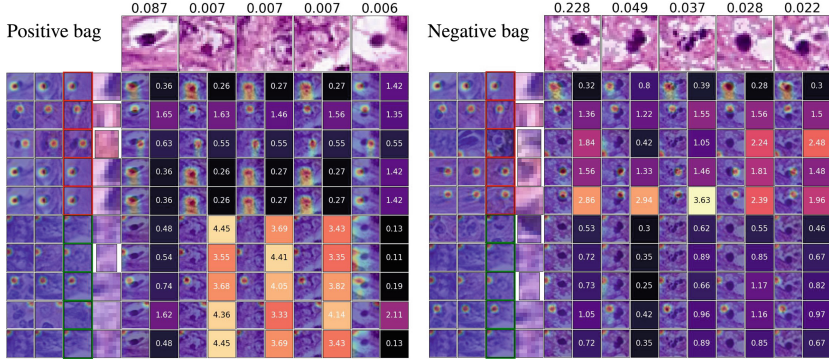 0.087 0.007 0.007 0.007 0.006
Positive bag
0.36 0.26 0.27 0.27 1.42
1.65 1.63 1.46 1.56 1.35
0.63 0.55 0.55 0.55 0.55
0.36 0.26 0.27 0.27 1.42
0.36 0.26 0.27 0.27 1.42
0.48 4.45 3.69 3.43 0.13
0.54 3.55 4.41 3.35 0.11
0.74 3.68 4.05 3.82 0.19
1.62 4.36 3.33 4.14 2.11
0.48 4.45 3.69 3.43 0.13
0.228 0.049 0.037 0.028 0.022
Negative bag
0.32 0.8 0.39 0.28 0.3
1.36 1.22 1.55 1.56 1.5
1.84 0.42 1.05 2.24 2.48
1.56 1.33 1.46 1.81 1.48
2.86 2.94 3.63 2.39 1.96
0.53 0.3 0.62 0.55 0.46
0.72 0.35 0.89 0.85 0.67
0.73 0.25 0.66 1.17 0.82
1.05 0.42 0.96 1.16 0.97
0.72 0.35 0.89 0.85 0.67